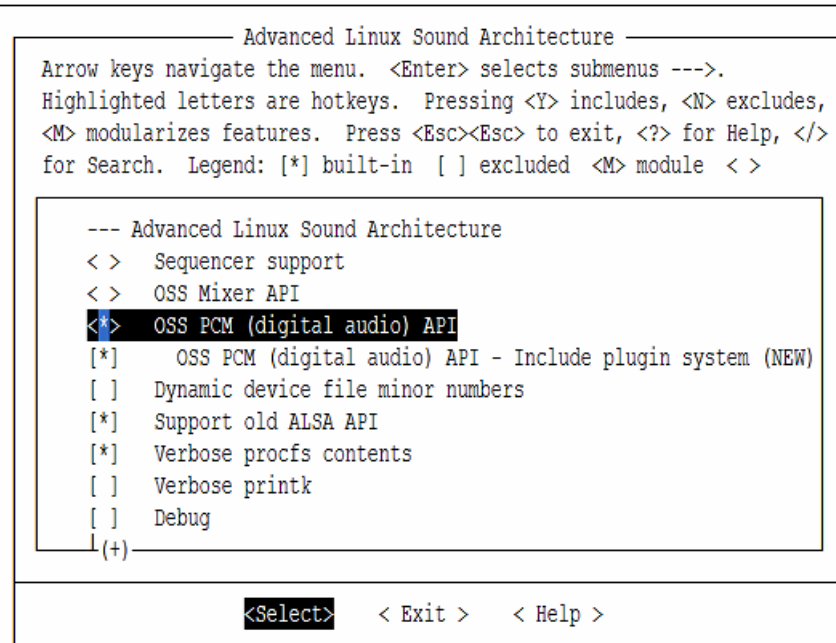 Advanced Linux Sound Architecture
Arrow keys navigate the menu. <Enter> selects submenus --->.
Highlighted letters are hotkeys. Pressing <Y> includes, <N> excludes,
<M> modularizes features. Press <Esc><Esc> to exit, <?> for Help, </>
for Search. Legend: [*] built-in [ ] excluded <M> module < >
--- Advanced Linux Sound Architecture
< > Sequencer support
< > OSS Mixer API
<*> OSS PCM (digital audio) API
[*] OSS PCM (digital audio) API - Include plugin system (NEW)
[ ] Dynamic device file minor numbers
[*] Support old ALSA API
[*] Verbose procfs contents
[ ] Verbose printk
[ ] Debug
(+)
<Select> < Exit > < Help >